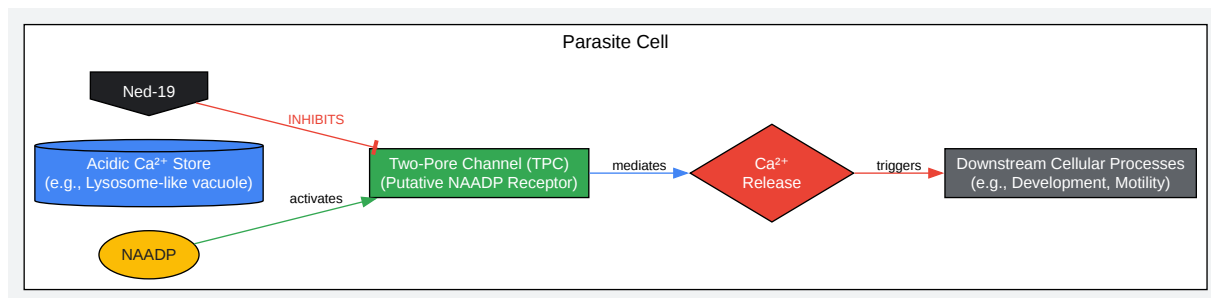 Parasite Cell
Ned-19
INHIBITS
Acidic Ca²⁺ Store
(e.g., Lysosome-like vacuole)
Two-Pore Channel (TPC)
(Putative NAADP Receptor)
mediates
Ca²⁺
Release
triggers
Downstream Cellular Processes
(e.g., Development, Motility)
activates
NAADP